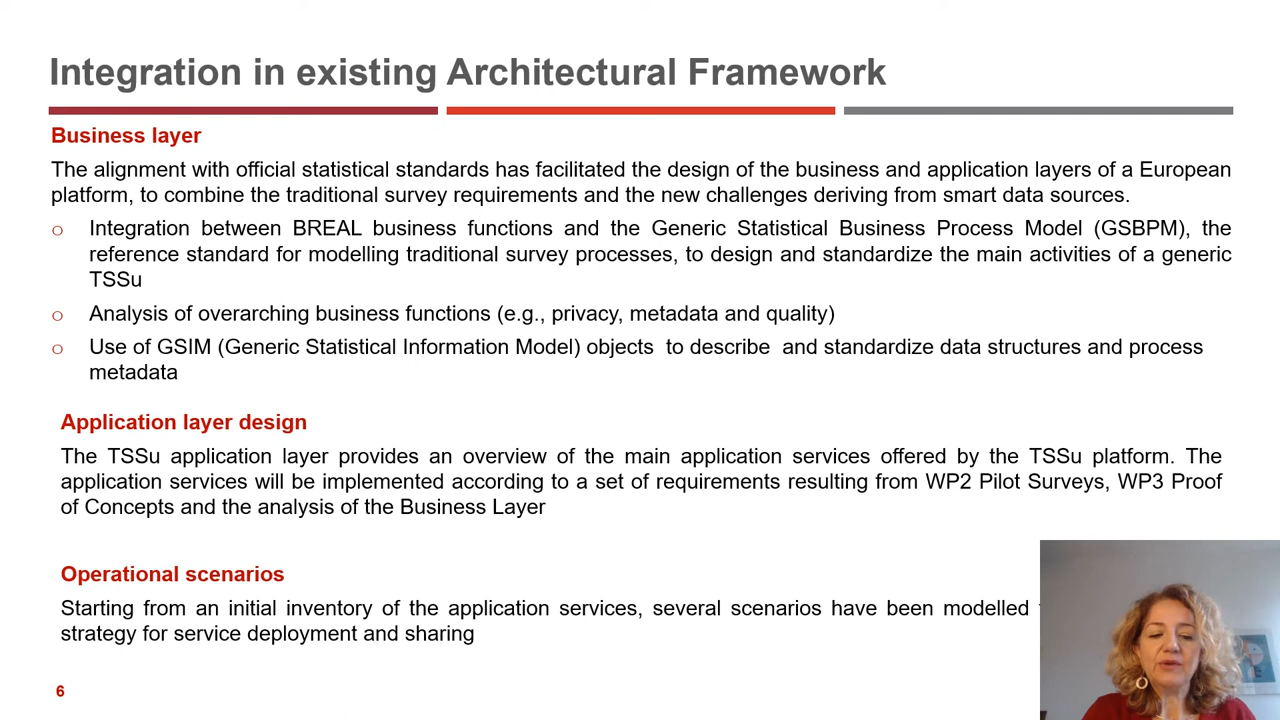 Integration in existing Architectural Framework
Business layer
The alignment with official statistical standards has facilitated the design of the business and application layers of a European
platform, to combine the traditional survey requirements and the new challenges deriving from smart data sources.
o Integration between BREAL business functions and the Generic Statistical Business Process Model (GSBPM), the
reference standard for modelling traditional survey processes, to design and standardize the main activities of a generic
TSSu
o Analysis of overarching business functions (e.g., privacy, metadata and quality)
o Use of GSIM (Generic Statistical Information Model) objects to describe and standardize data structures and process
metadata
Application layer design
The TSSu application layer provides an overview of the main application services offered by the TSSu platform. The
application services will be implemented according to a set of requirements resulting from WP2 Pilot Surveys, WP3 Proof
of Concepts and the analysis of the Business Layer
Operational scenarios
Starting from an initial inventory of the application services, several scenarios have been modelled
strategy for service deployment and sharing
6